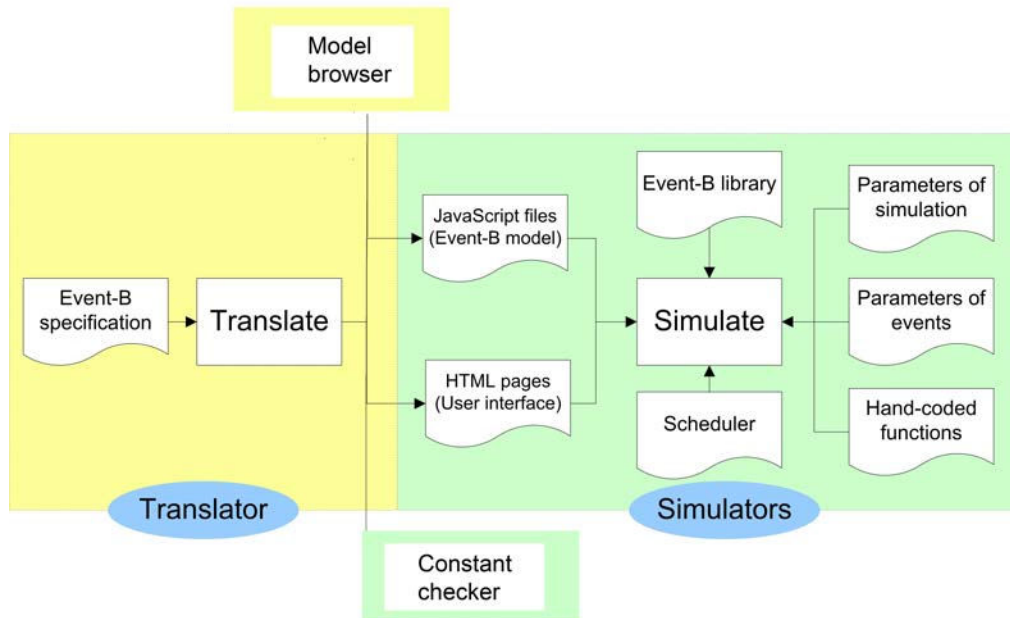 Model
browser
Event-B library
Parameters of
simulation
JavaScript files
(Event-B model)
Event-B
specification
Translate
Simulate
Parameters of
events
HTML pages
(User interface)
Scheduler
Hand-coded
functions
Translator
Simulators
Constant
checker